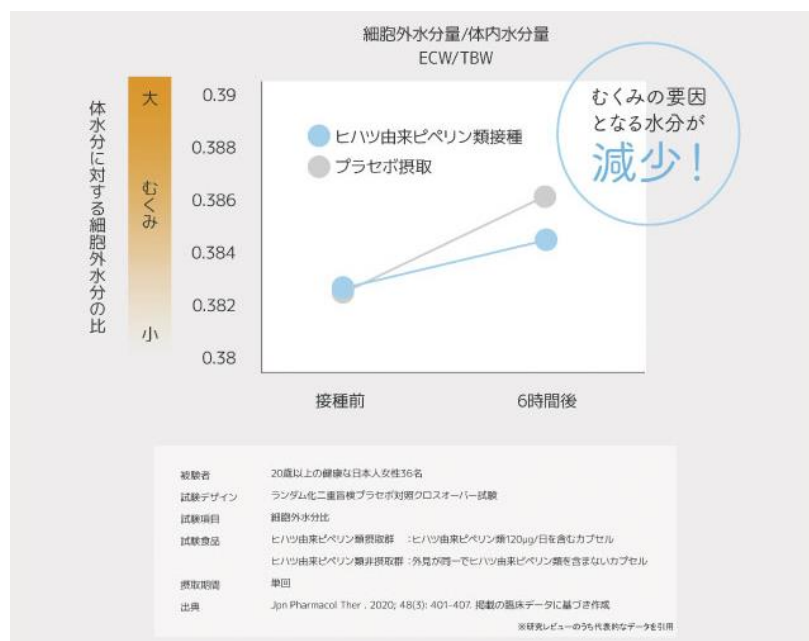 細胞外水分量/体内水分量
ECW/TBW
むくみの要因
となる水分が
減少!
体水分に対する細胞外水分の比
大
むくみ
小
0.39
0.388
0.386
0.384
0.382
0.38
ヒハツ由来ピペリン類接種
プラセボ摂取
接種前
6時間後
被験者 20歳以上の健康な日本人女性36名
試験デザイン ランダム化二重盲検プラセボ対照クロスオーバー試験
試験項目 細胞外水分比
試験食品 ヒハツ由来ピペリン類摂取群 :ヒハツ由来ピペリン類120μg/日を含むカプセル
ヒハツ由来ピペリン類非摂取群:外見が同一でヒハツ由来ピペリン類を含まないカプセル
摂取期間 単回
出典 Jpn Pharmacol Ther . 2020; 48(3): 401-407. 掲載の臨床データに基づき作成
※研究レビューのうち代表的なデータを引用